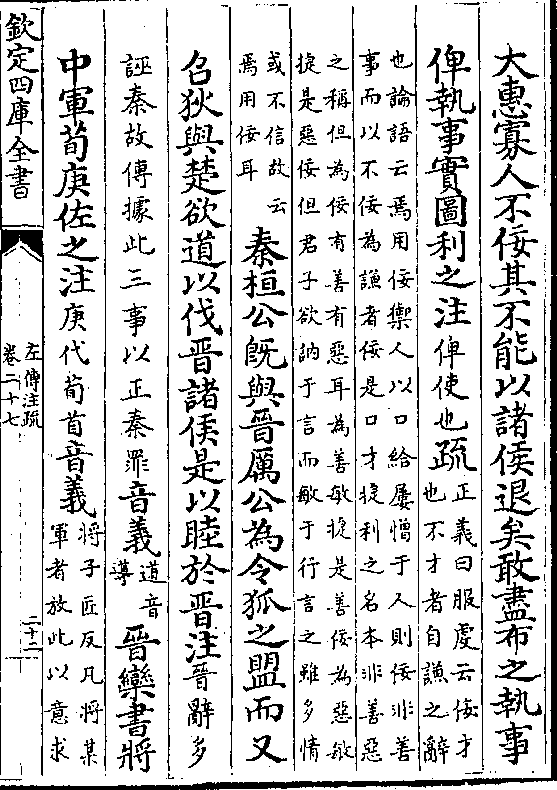 大惠寡人不佞其不能以諸侯退矣敢盡布之執事
俾執事實圖利之注俾使也疏正義曰服虔云佞才
也不才者自謙之辭
也論語云焉用佞禦人以口給屢憎于人則佞非善
事而以不佞為謙者佞是口才㨗利之名本非善惡
之稱但為佞有善有惡耳為善敏㨗是善佞為惡敏
㨗是惡佞但君子欲訥于言而敏于行言之雖多情
或不信故云
焉用佞耳
秦桓公既與晉厲公為令狐之盟而又
召狄與楚欲道以伐晉諸侯是以睦於晉注晉辭多
誣秦故傳據此三事以正秦罪音義道音
導
晉欒書將
中軍荀庚佐之注庚代荀首音義將子匠反凡將某
軍者放此以意求
欽定四庫全書
左傳注疏
卷二十七
二十二